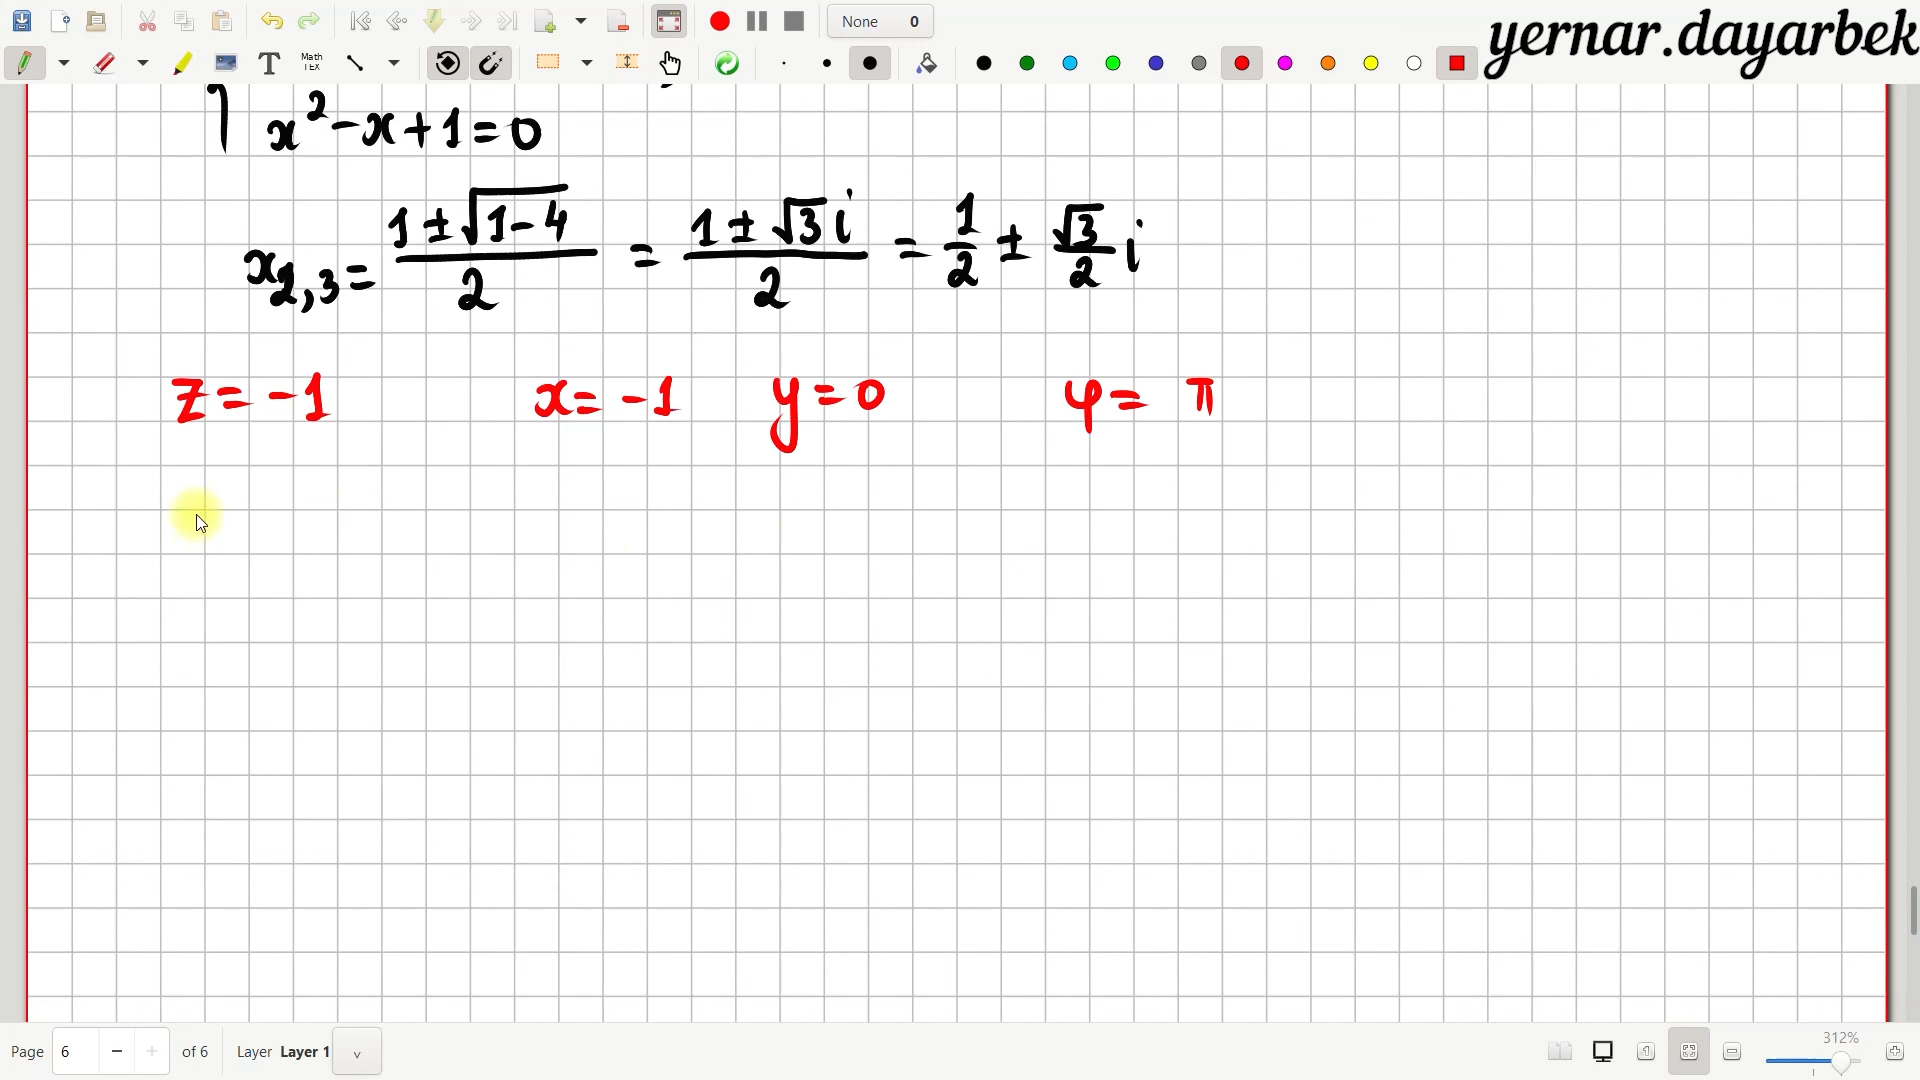 None 0
yernar.dayarbek
Math
TEX
x²-x+1=0
x₂,₃ = (1±√(1-4))/2 = (1±√3 i)/2 = 1/2 ± √3/2 i
z=-1 x=-1 y=0 φ= π
312%
Page 6 of 6 Layer Layer 1